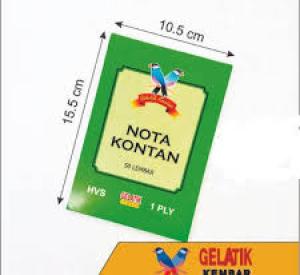 10.5 cm
15.5 cm
NOTA
KONTAN
50 LEMBAR
HVS
1 PLY
GELATIK
KEMBAR